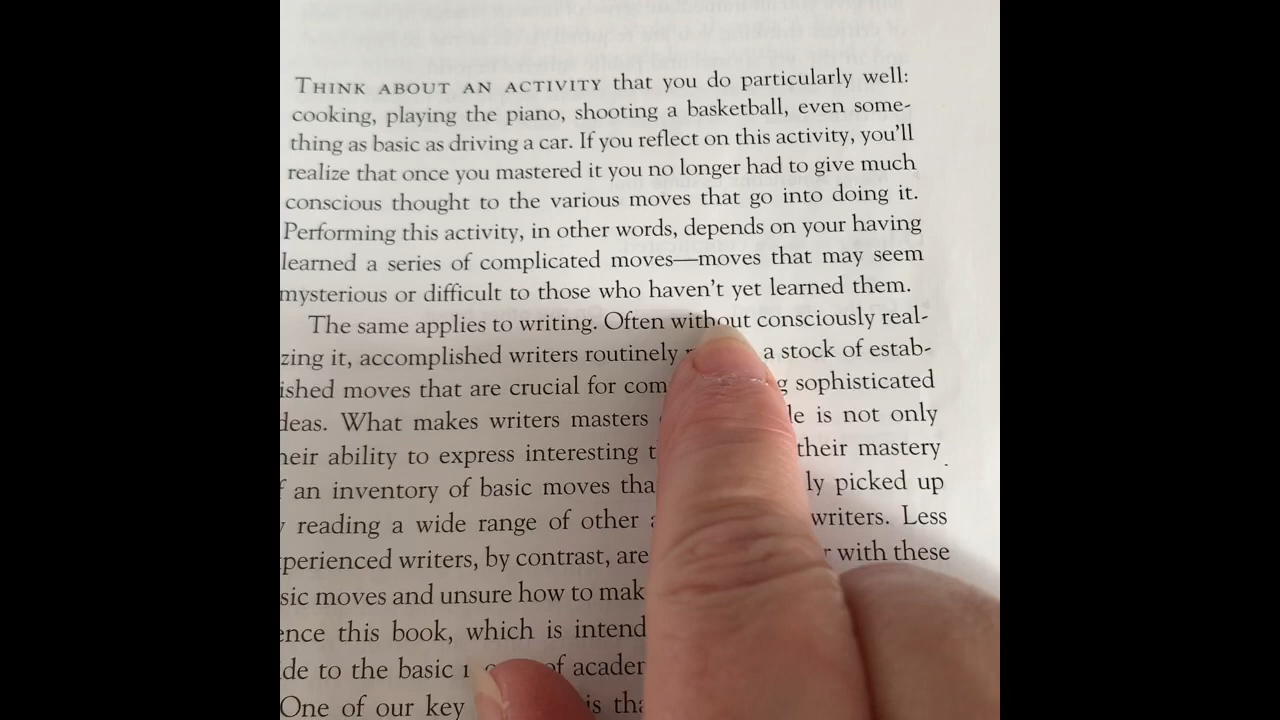 THINK ABOUT AN ACTIVITY that you do particularly well:
cooking, playing the piano, shooting a basketball, even some-
thing as basic as driving a car. If you reflect on this activity, you'll
realize that once you mastered it you no longer had to give much
conscious thought to the various moves that go into doing it.
Performing this activity, in other words, depends on your having
learned a series of complicated moves—moves that may seem
mysterious or difficult to those who haven't yet learned them.
The same applies to writing. Often without consciously real-
zing it, accomplished writers routinely a stock of estab-
ished moves that are crucial for com g sophisticated
deas. What makes writers masters le is not only
heir ability to express interesting t their mastery
f an inventory of basic moves tha ly picked up
reading a wide range of other writers. Less
perienced writers, by contrast, are r with these
sic moves and unsure how to mak
ence this book, which is intend
de to the basic of acader
One of our key is tha